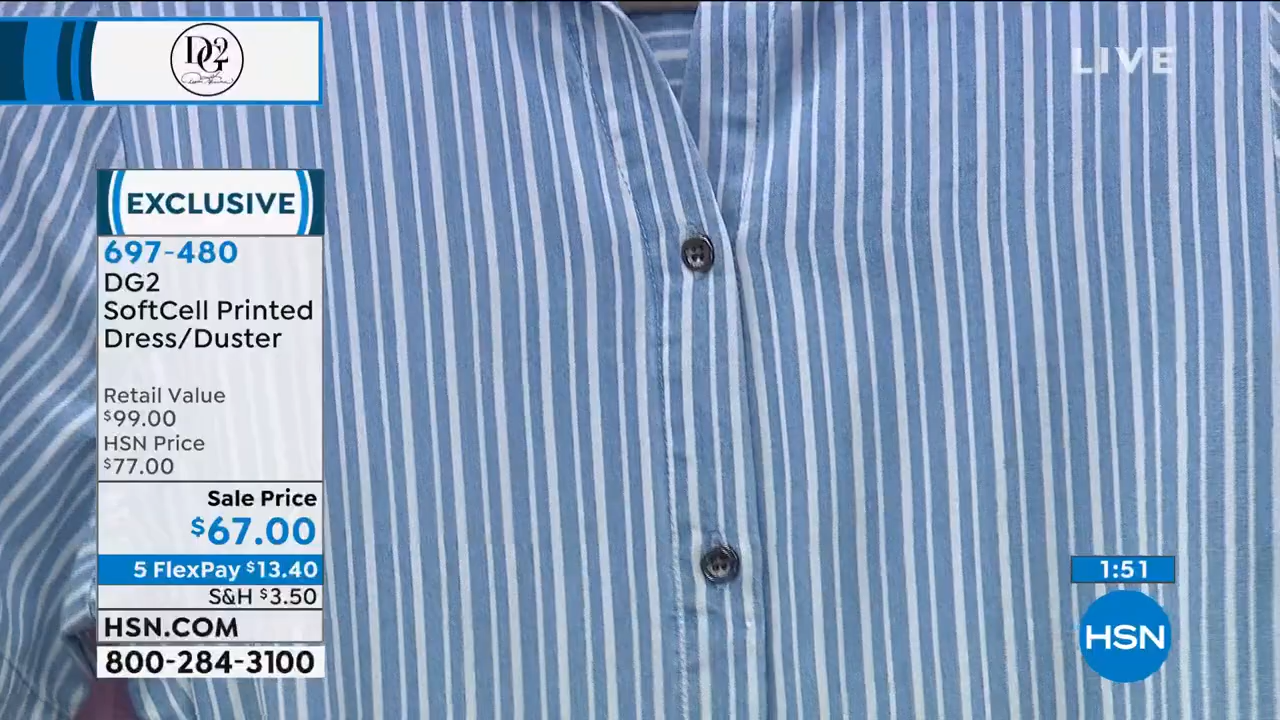 DG2
LIVE
EXCLUSIVE
697-480
DG2
SoftCell Printed
Dress/Duster
Retail Value
$99.00
HSN Price
$77.00
Sale Price
$67.00
5 FlexPay $13.40
S&H $3.50
HSN.COM
800-284-3100
1:51
HSN